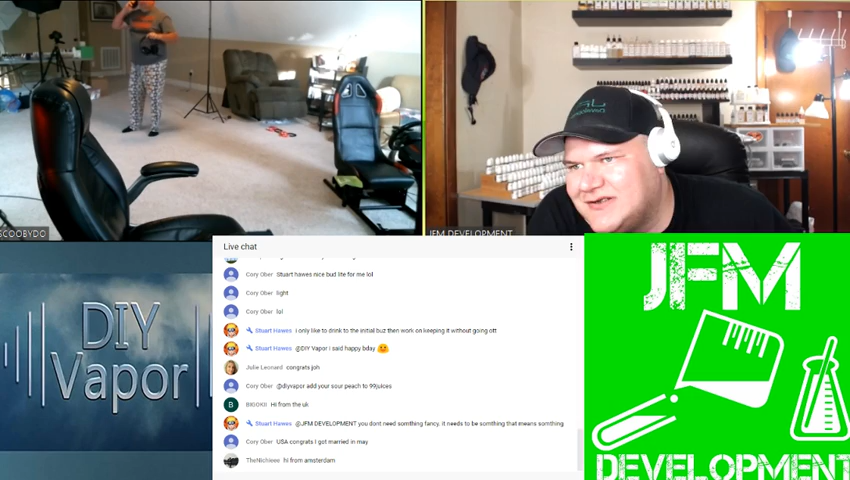 SCOOBYDO
JFM DEVELOPMENT
DIY
Vapor
Live chat
Cory Ober Stuart hawes nice bud lite for me lol
Cory Ober light
Cory Ober lol
Stuart Hawes i only like to drink to the initial buz then work on keeping it without going ott
Stuart Hawes @DIY Vapor i said happy bday 🤗
Julie Leonard congrats joh
Cory Ober @diyvapor add your sour peach to 99juices
B
Hi from the uk
Stuart Hawes @JFM DEVELOPMENT you dont need somthing fancy. it needs to be somthing that means somthing
Cory Ober USA congrats I got married in may
TheNichieee hi from amsterdam
JFM
DEVELOPMENT